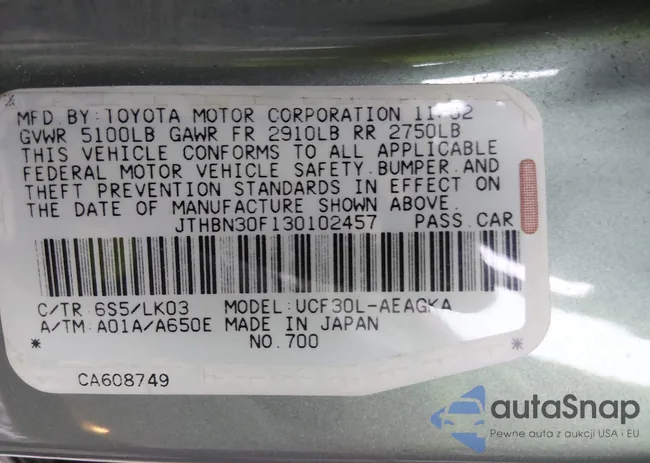 MFD.BY:TOYOTA MOTOR CORPORATION 11/02
GVWR 5100LB GAWR FR 2910LB RR 2750LB
THIS VEHICLE CONFORMS TO ALL APPLICABLE
FEDERAL MOTOR VEHICLE SAFETY,BUMPER,AND
THEFT PREVENTION STANDARDS IN EFFECT ON
THE DATE OF MANUFACTURE SHOWN ABOVE.
JTHBN30F130102457 PASS.CAR
C/TR:6S5/LK03 MODEL:UCF30L-AEAGKA
A/TM:A01A/A650E MADE IN JAPAN
* NO.700 *
CA608749
autaSnap
Pewne auta z aukcji USA i EU